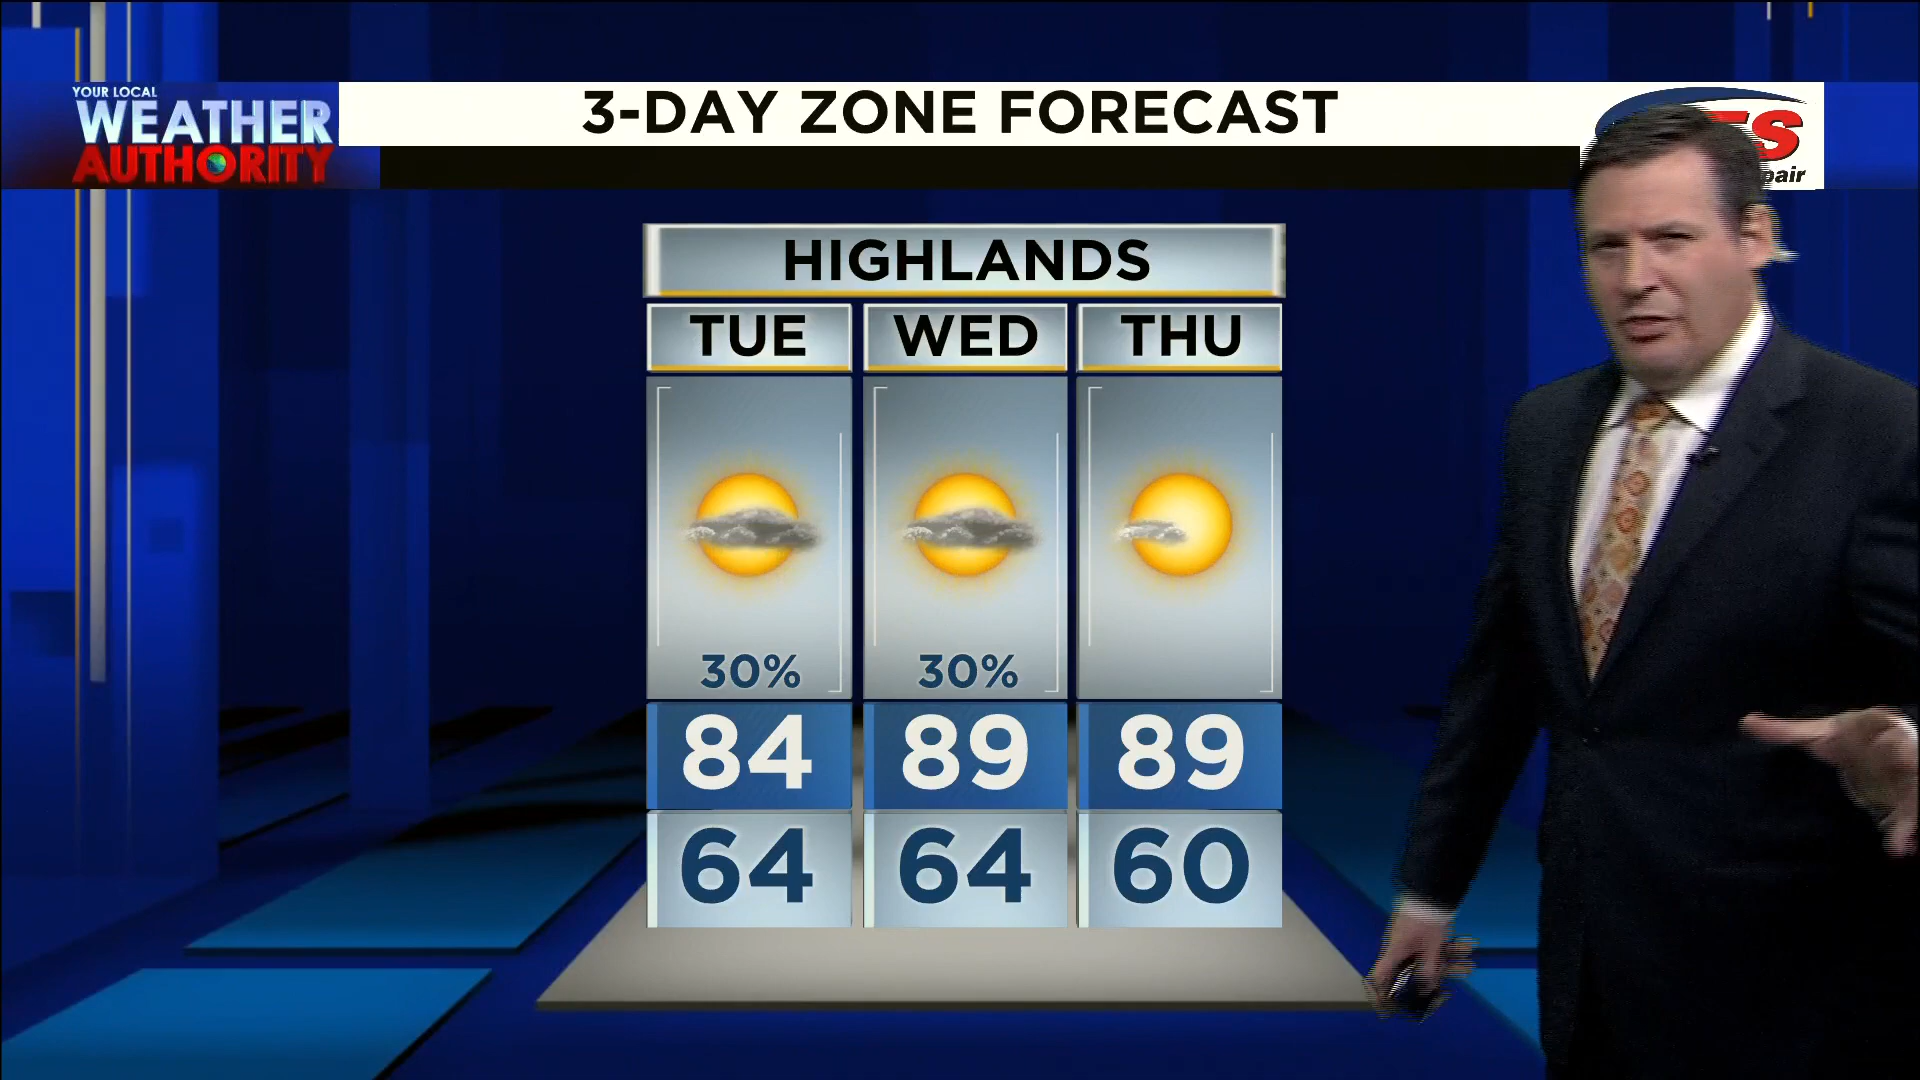 YOUR LOCAL
WEATHER
AUTHORITY
3-DAY ZONE FORECAST
HIGHLANDS
TUE WED THU
30% 30%
84 89 89
64 64 60